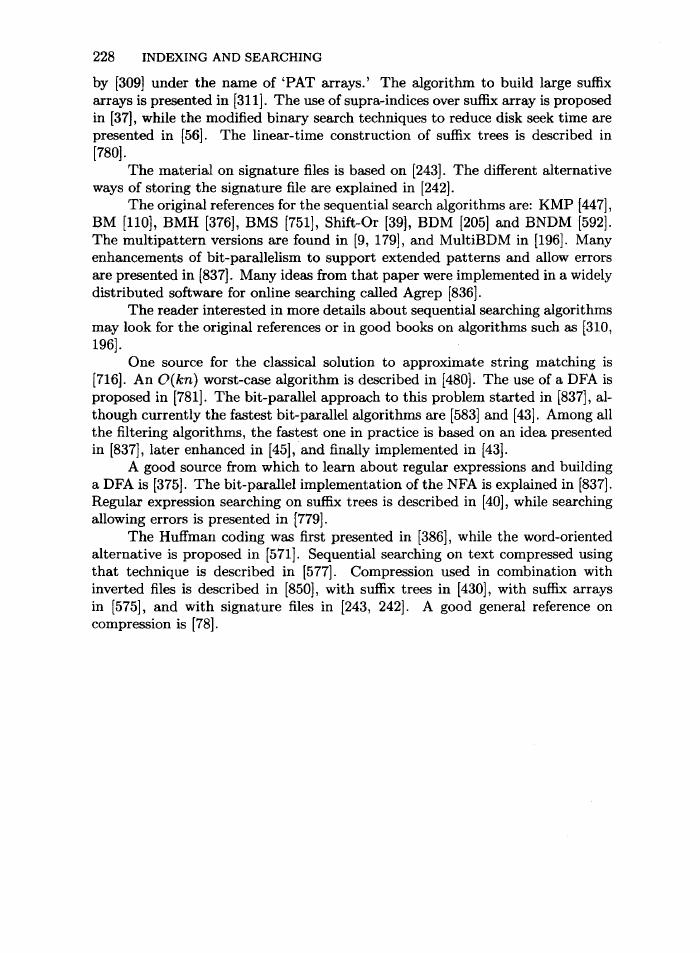 228 INDEXING AND SEARCHING
by [309] under the name of ‘PAT arrays.’ The algorithm to build large suffix
arrays is presented in [311]. The use of supra-indices over suffix array is proposed
in [37], while the modified binary search techniques to reduce disk seek time are
presented in [56]. The linear-time construction of suffix trees is described in
[780].
The material on signature files is based on [243]. The different alternative
ways of storing the signature file are explained in [242].
The original references for the sequential search algorithms are: KMP [447],
BM [110], BMH [376], BMS [751], Shift-Or [39], BDM [205] and BNDM [592].
The multipattern versions are found in [9, 179], and MultiBDM in [196]. Many
enhancements of bit-parallelism to support extended patterns and allow errors
are presented in [837]. Many ideas from that paper were implemented in a widely
distributed software for online searching called Agrep [836].
The reader interested in more details about sequential searching algorithms
may look for the original references or in good books on algorithms such as [310,
196].
One source for the classical solution to approximate string matching is
[716]. An O(kn) worst-case algorithm is described in [480]. The use of a DFA is
proposed in [781]. The bit-parallel approach to this problem started in [837], al-
though currently the fastest bit-parallel algorithms are [583] and [43]. Among all
the filtering algorithms, the fastest one in practice is based on an idea presented
in [837], later enhanced in [45], and finally implemented in [43].
A good source from which to learn about regular expressions and building
a DFA is [375]. The bit-parallel implementation of the NFA is explained in [837].
Regular expression searching on suffix trees is described in [40], while searching
allowing errors is presented in [779].
The Huffman coding was first presented in [386], while the word-oriented
alternative is proposed in [571]. Sequential searching on text compressed using
that technique is described in [577]. Compression used in combination with
inverted files is described in [850], with suffix trees in [430], with suffix arrays
in [575], and with signature files in [243, 242]. A good general reference on
compression is [78].